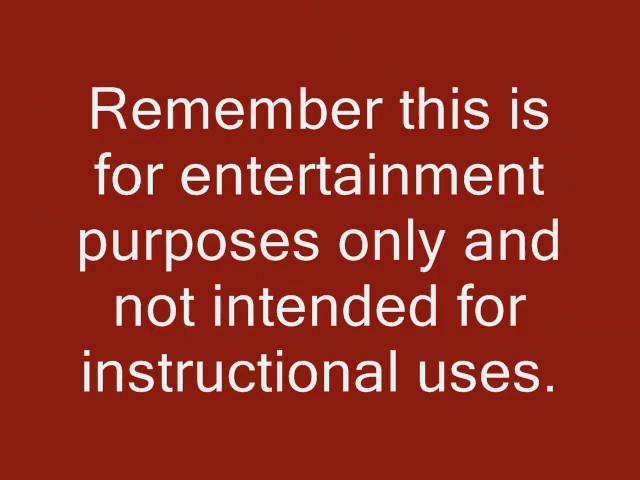 Remember this is
for entertainment
purposes only and
not intended for
instructional uses.